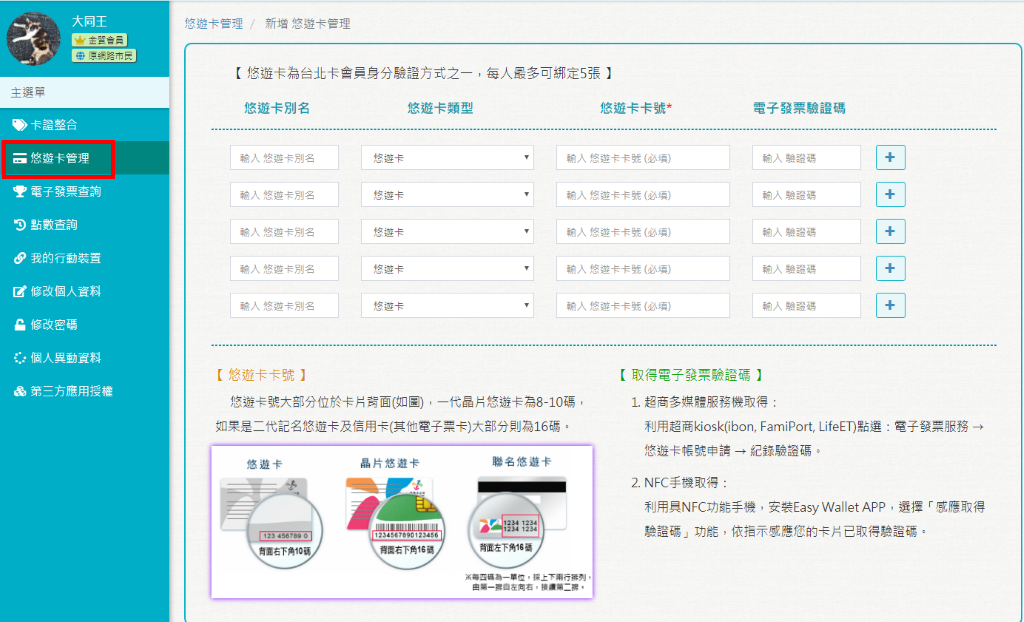 大同王
金質會員
原網路市民
主選單
卡證整合
悠遊卡管理
電子發票查詢
點數查詢
我的行動裝置
修改個人資料
修改密碼
個人異動資料
第三方應用授權
悠遊卡管理 / 新增 悠遊卡管理
【 悠遊卡為台北卡會員身分驗證方式之一，每人最多可綁定5張 】
悠遊卡別名 悠遊卡類型 悠遊卡卡號* 電子發票驗證碼
輸入 悠遊卡別名 悠遊卡 輸入 悠遊卡卡號 (必填) 輸入 驗證碼 +
輸入 悠遊卡別名 悠遊卡 輸入 悠遊卡卡號 (必填) 輸入 驗證碼 +
輸入 悠遊卡別名 悠遊卡 輸入 悠遊卡卡號 (必填) 輸入 驗證碼 +
輸入 悠遊卡別名 悠遊卡 輸入 悠遊卡卡號 (必填) 輸入 驗證碼 +
輸入 悠遊卡別名 悠遊卡 輸入 悠遊卡卡號 (必填) 輸入 驗證碼 +
【 悠遊卡卡號 】
悠遊卡號大部分位於卡片背面(如圖)，一代晶片悠遊卡為8-10碼，
如果是二代記名悠遊卡及信用卡(其他電子票卡)大部分則為16碼。
悠遊卡
123 456789 0
背面右下角10碼
晶片悠遊卡
1234567890123456
背面右下角16碼
聯名悠遊卡
1234 1234
1234 1234
背面左下角16碼
※每四碼為一單位，採上下兩行排列，
由第一排自左向右，接續第二排。
【 取得電子發票驗證碼 】
1. 超商多媒體服務機取得：
利用超商kiosk(ibon, FamiPort, LifeET)點選：電子發票服務 →
悠遊卡帳號申請 → 紀錄驗證碼。
2. NFC手機取得：
利用具NFC功能手機，安裝Easy Wallet APP，選擇「感應取得
驗證碼」功能，依指示感應您的卡片已取得驗證碼。